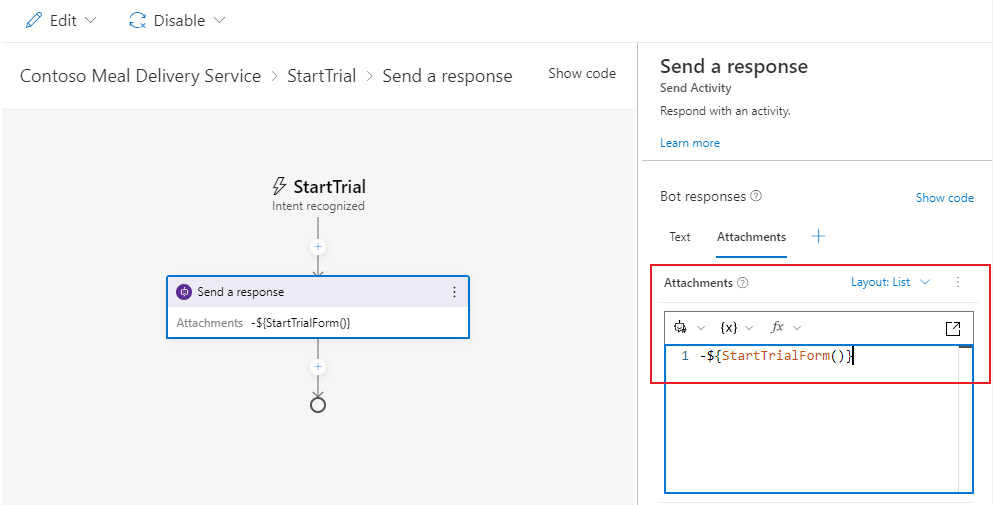 Edit
Disable
Contoso Meal Delivery Service > StartTrial > Send a response
Show code
StartTrial
Intent recognized
Send a response
Attachments -${StartTrialForm()}
Send a response
Send Activity
Respond with an activity.
Learn more
Bot responses
Show code
Text Attachments +
Attachments
Layout: List
{x} fx
1 -${StartTrialForm()}